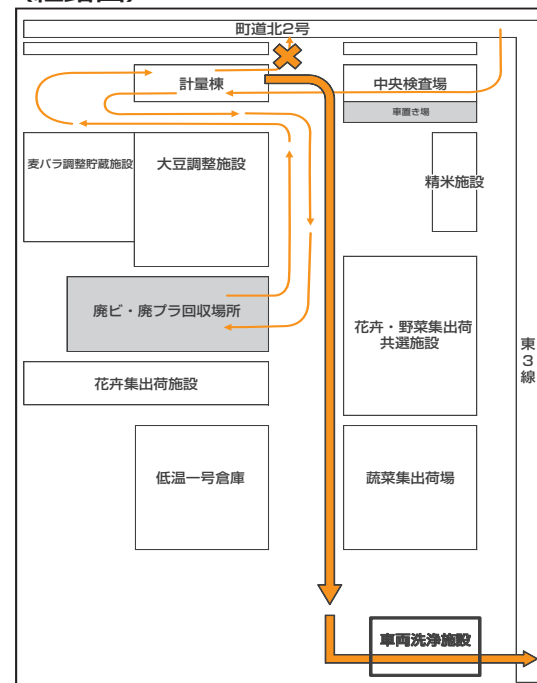 町道北2号
計量棟
中央検査場
車置き場
麦バラ調整貯蔵施設
大豆調整施設
精米施設
廃ビ・廃プラ回収場所
花卉・野菜集出荷
共選施設
東3線
花卉集出荷施設
低温一号倉庫
蔬菜集出荷場
車両洗浄施設